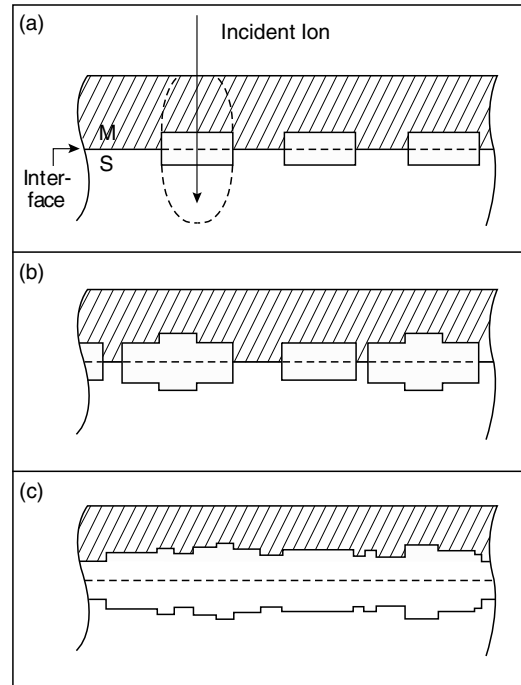 (a)
Incident Ion
M
S
Inter-
face
(b)
(c)